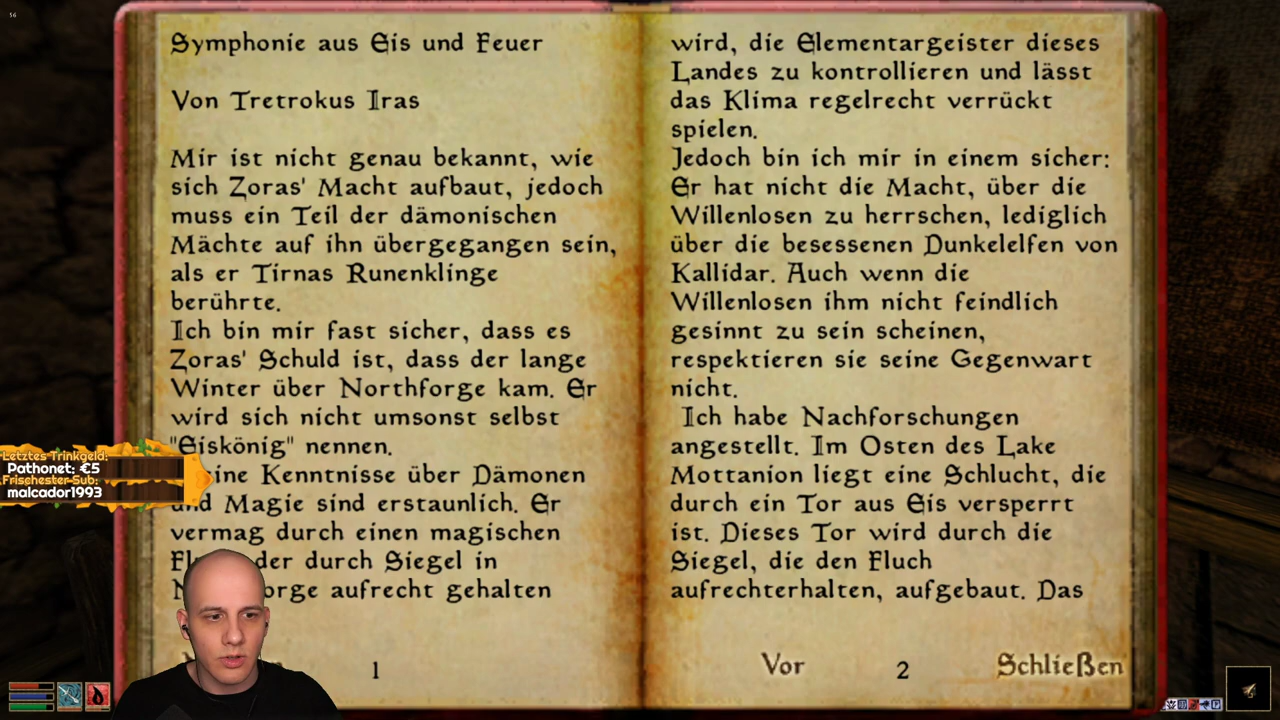 56
Symphonie aus Eis und Feuer
Von Tretrokus Iras
Mir ist nicht genau bekannt, wie
sich Zoras' Macht aufbaut, jedoch
muss ein Teil der dämonischen
Mächte auf ihn übergegangen sein,
als er Tirnas Runenklinge
berührte.
Ich bin mir fast sicher, dass es
Zoras' Schuld ist, dass der lange
Winter über Northforge kam. Er
wird sich nicht umsonst selbst
"Eiskönig" nennen.
Kenntnisse über Dämonen
Magie sind erstaunlich. Er
vermag durch einen magischen
der durch Siegel in
aufrecht gehalten
1
wird, die Elementargeister dieses
Landes zu kontrollieren und lässt
das Klima regelrecht verrückt
spielen.
Jedoch bin ich mir in einem sicher:
Er hat nicht die Macht, über die
Willenlosen zu herrschen, lediglich
über die besessenen Dunkelelfen von
Kallidar. Auch wenn die
Willenlosen ihm nicht feindlich
gesinnt zu sein scheinen,
respektieren sie seine Gegenwart
nicht.
Ich habe Nachforschungen
angestellt. Im Osten des Lake
Mottanion liegt eine Schlucht, die
durch ein Tor aus Eis versperrt
ist. Dieses Tor wird durch die
Siegel, die den Fluch
aufrechterhalten, aufgebaut. Das
Vor 2 Schließen
Letztes Trinkgeld:
Pathonet: €5
Frischester Sub:
malcador1993